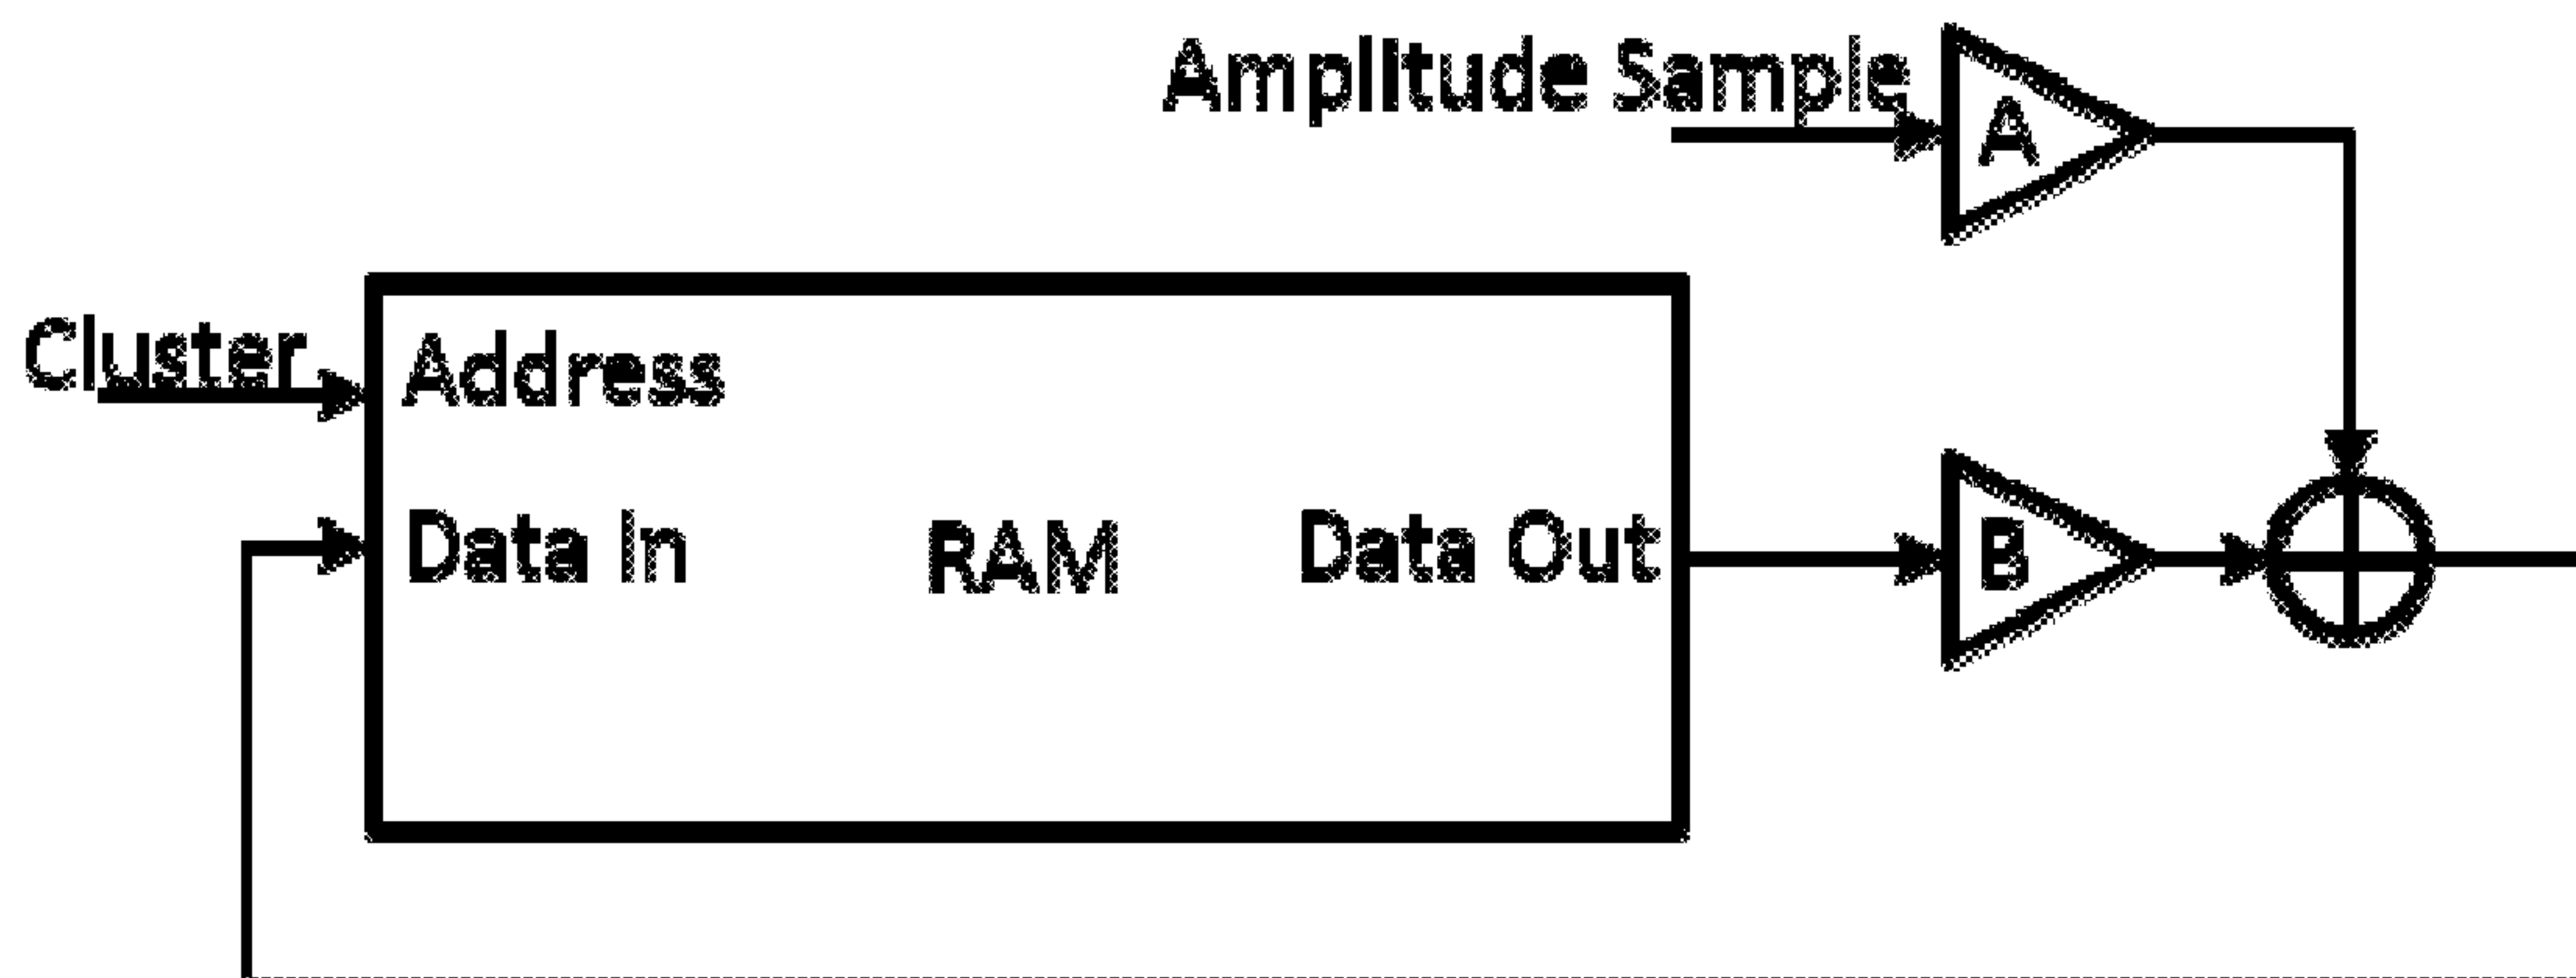 Amplitude Sample
A
Cluster
Address
Data In
RAM
Data Out
B